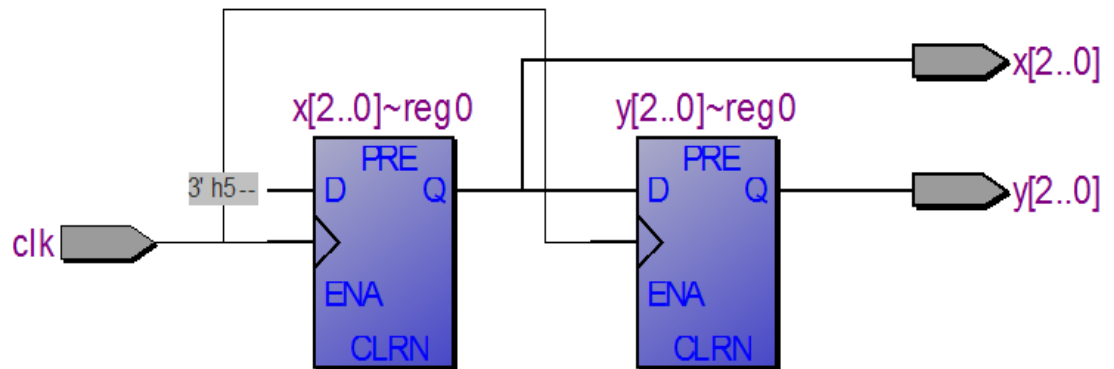 x[2..0]
x[2..0]~reg0
y[2..0]~reg0
PRE
PRE
3' h5--
D
Q
D
Q
y[2..0]
clk
ENA
ENA
CLRN
CLRN